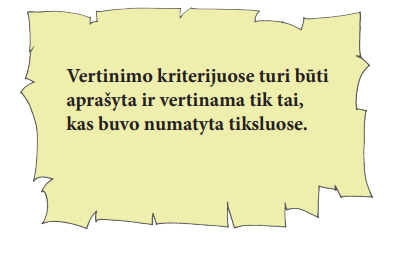 Vertinimo kriterijuose turi būti
aprašyta ir vertinama tik tai,
kas buvo numatyta tiksluose.